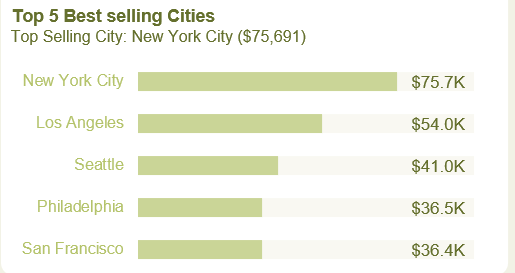 Top 5 Best selling Cities
Top Selling City: New York City ($75,691)
New York City $75.7K
Los Angeles $54.0K
Seattle $41.0K
Philadelphia $36.5K
San Francisco $36.4K